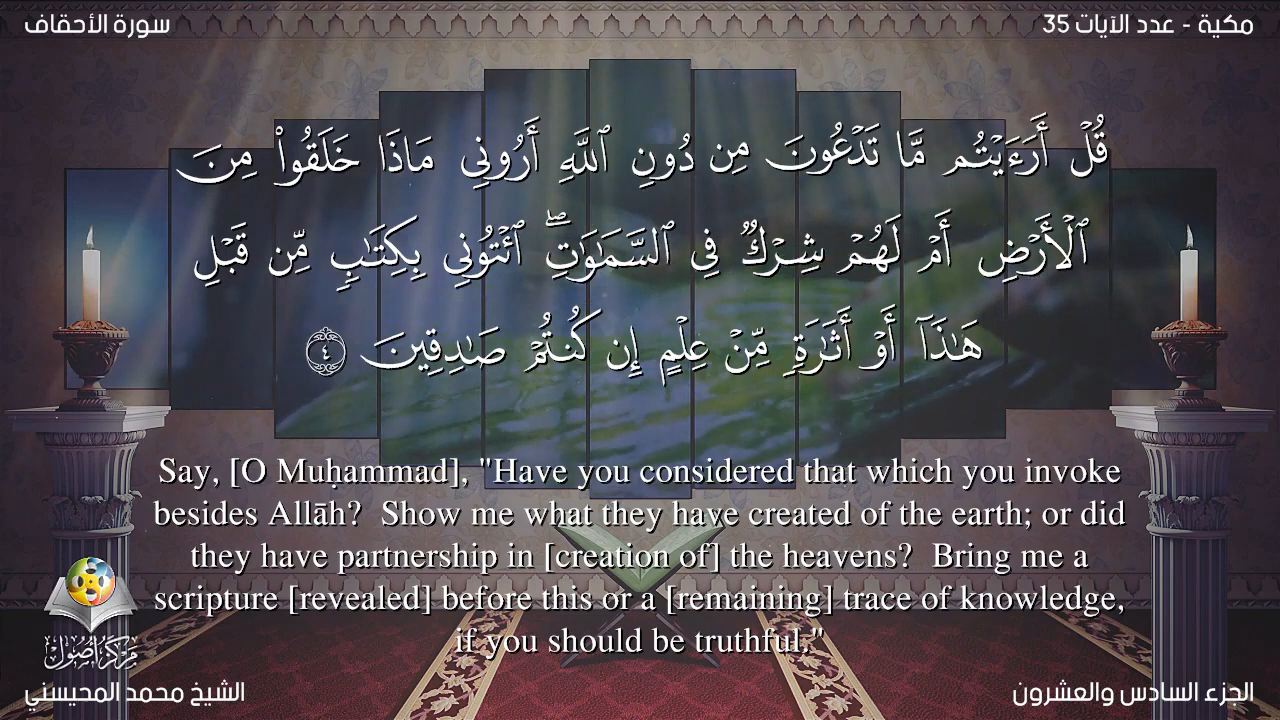 مكية - عدد الآيات 35
سورة الأحقاف
قُلْ أَرَءَيْتُم مَّا تَدْعُونَ مِن دُونِ ٱللَّهِ أَرُونِى مَاذَا خَلَقُوا۟ مِنَ
ٱلْأَرْضِ أَمْ لَهُمْ شِرْكٌ فِى ٱلسَّمَـٰوَٰتِ ۖ ٱئْتُونِى بِكِتَـٰبٍ مِّن قَبْلِ
هَـٰذَآ أَوْ أَثَـٰرَةٍ مِّنْ عِلْمٍ إِن كُنتُمْ صَـٰدِقِينَ ٤
Say, [O Muḥammad], "Have you considered that which you invoke
besides Allāh?  Show me what they have created of the earth; or did
they have partnership in [creation of] the heavens?  Bring me a
scripture [revealed] before this or a [remaining] trace of knowledge,
if you should be truthful."
مركز أصول
الجزء السادس والعشرون
الشيخ محمد المحيسني